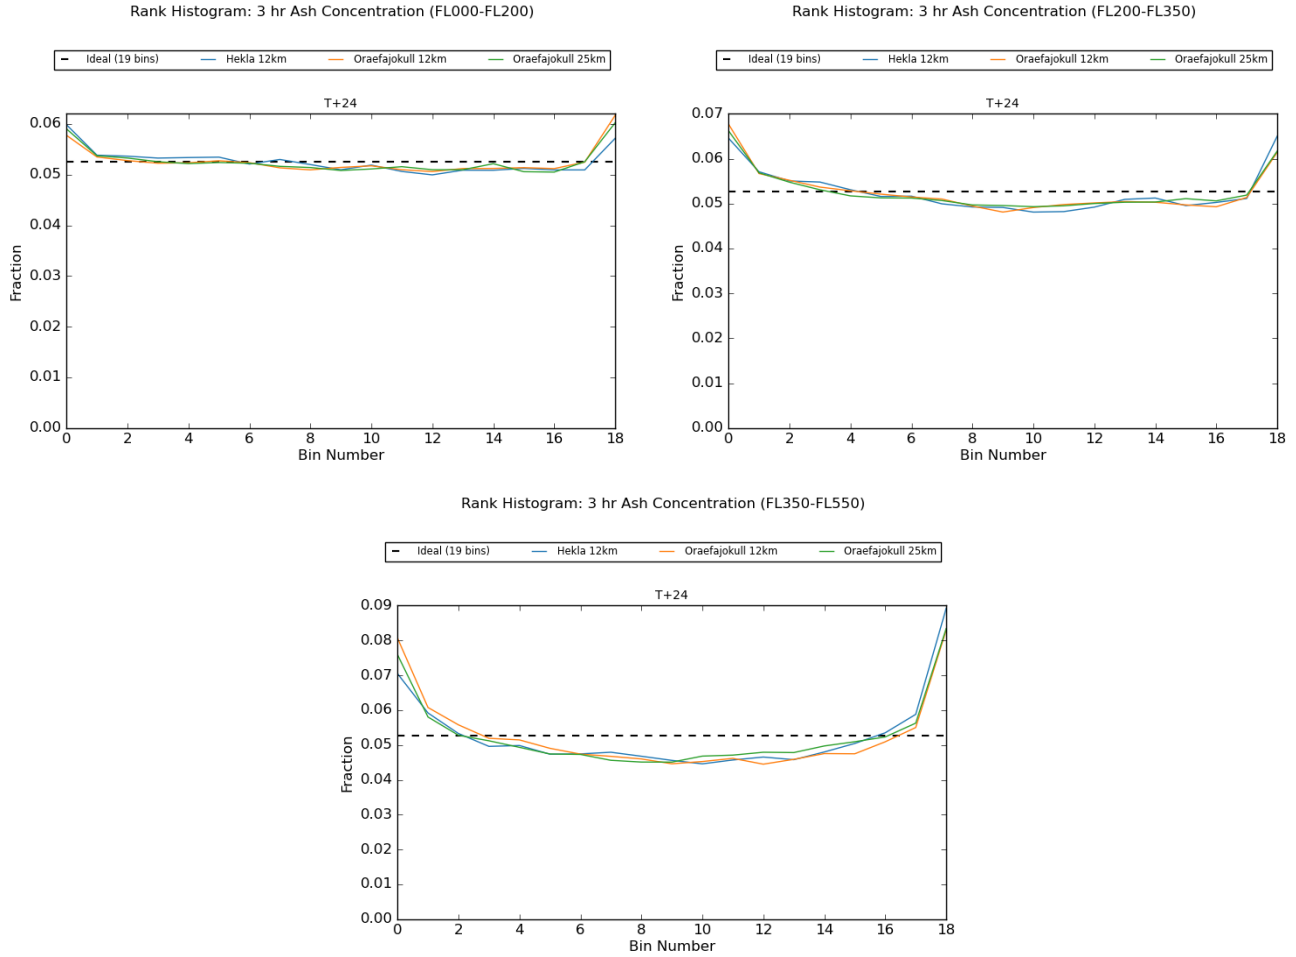 Rank Histogram: 3 hr Ash Concentration (FL000-FL200)
Ideal (19 bins) Hekla 12km Oraefajokull 12km Oraefajokull 25km
T+24
0.06
0.05
0.04
0.03
0.02
0.01
0.00
Fraction
0 2 4 6 8 10 12 14 16 18
Bin Number
Rank Histogram: 3 hr Ash Concentration (FL200-FL350)
Ideal (19 bins) Hekla 12km Oraefajokull 12km Oraefajokull 25km
T+24
0.07
0.06
0.05
0.04
0.03
0.02
0.01
0.00
Fraction
0 2 4 6 8 10 12 14 16 18
Bin Number
Rank Histogram: 3 hr Ash Concentration (FL350-FL550)
Ideal (19 bins) Hekla 12km Oraefajokull 12km Oraefajokull 25km
T+24
0.09
0.08
0.07
0.06
0.05
0.04
0.03
0.02
0.01
0.00
Fraction
0 2 4 6 8 10 12 14 16 18
Bin Number